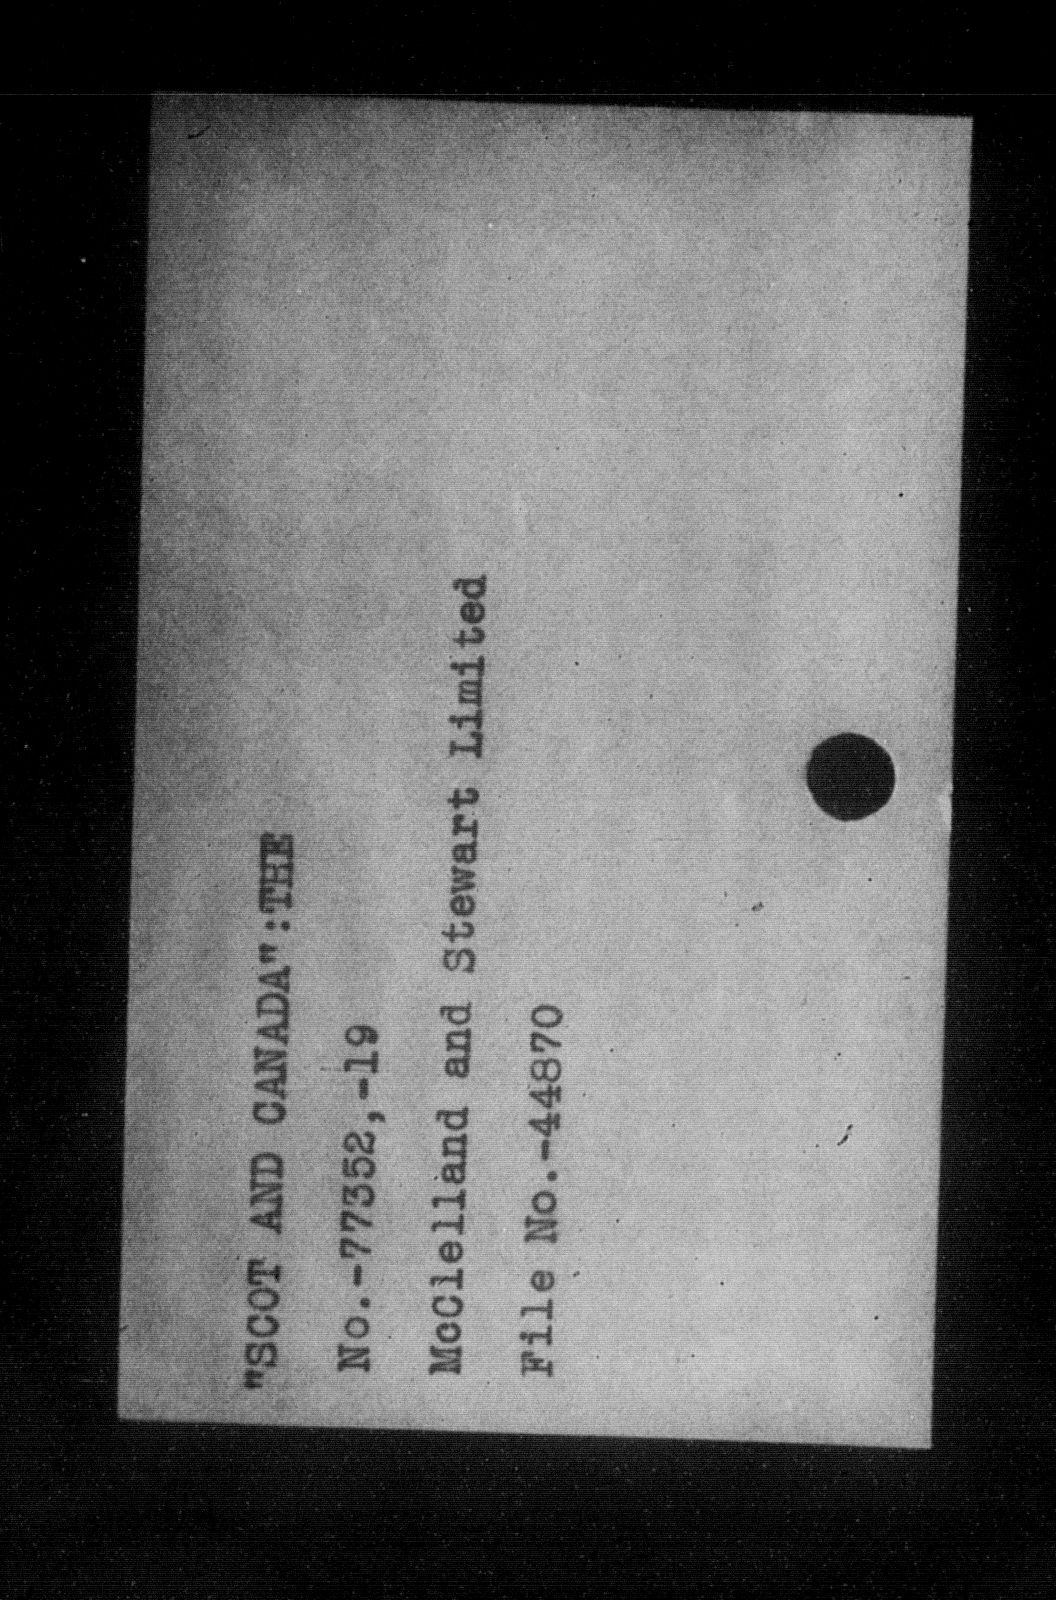 "SCOT AND CANADA":THE
No.-77352,-19
McClelland and Stewart Limited
File No.-44870